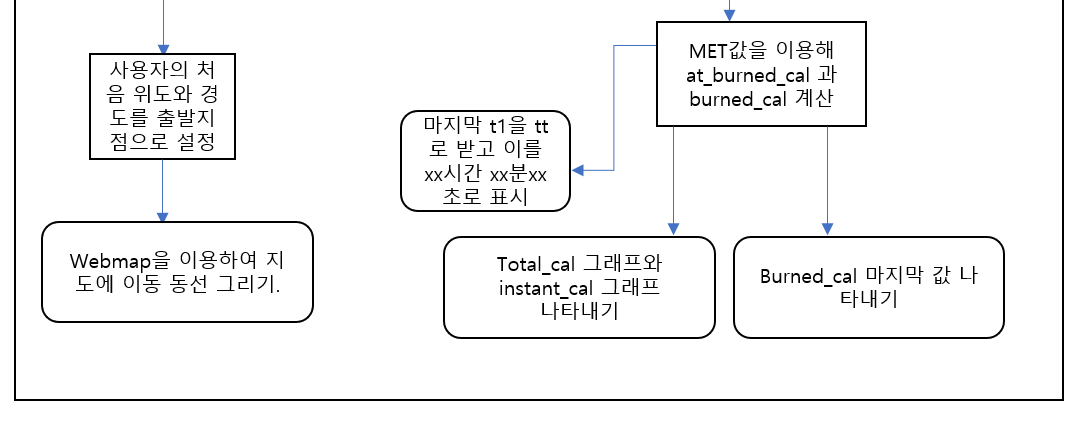 사용자의 처
음 위도와 경
도를 출발지
점으로 설정
Webmap을 이용하여 지
도에 이동 동선 그리기.
MET값을 이용해
at_burned_cal 과
burned_cal 계산
마지막 t1을 tt
로 받고 이를
xx시간 xx분xx
초로 표시
Total_cal 그래프와
instant_cal 그래프
나타내기
Burned_cal 마지막 값 나
타내기